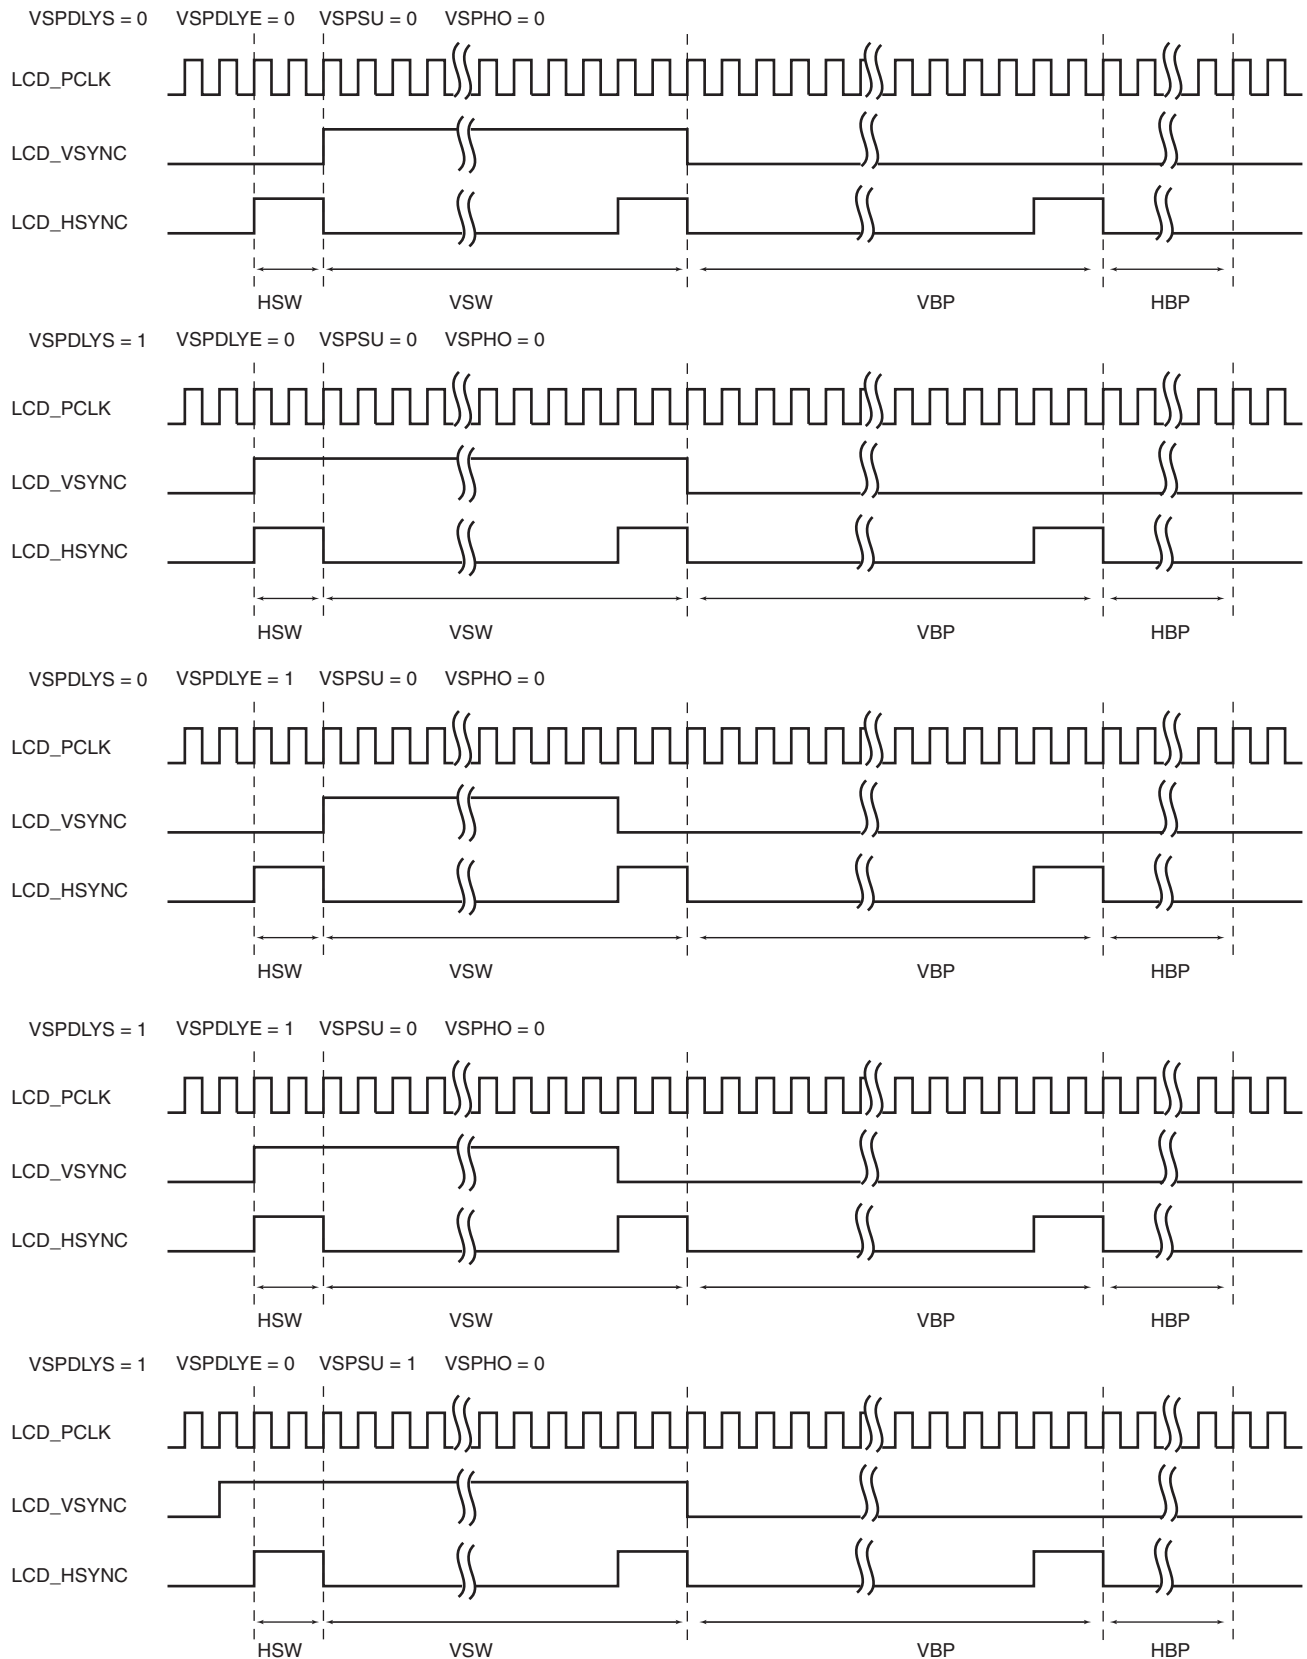 VSPDLYS = 0 VSPDLYE = 0 VSPSU = 0 VSPHO = 0
LCD_PCLK
LCD_VSYNC
LCD_HSYNC
HSW VSW VBP HBP
VSPDLYS = 1 VSPDLYE = 0 VSPSU = 0 VSPHO = 0
LCD_PCLK
LCD_VSYNC
LCD_HSYNC
HSW VSW VBP HBP
VSPDLYS = 0 VSPDLYE = 1 VSPSU = 0 VSPHO = 0
LCD_PCLK
LCD_VSYNC
LCD_HSYNC
HSW VSW VBP HBP
VSPDLYS = 1 VSPDLYE = 1 VSPSU = 0 VSPHO = 0
LCD_PCLK
LCD_VSYNC
LCD_HSYNC
HSW VSW VBP HBP
VSPDLYS = 1 VSPDLYE = 0 VSPSU = 1 VSPHO = 0
LCD_PCLK
LCD_VSYNC
LCD_HSYNC
HSW VSW VBP HBP